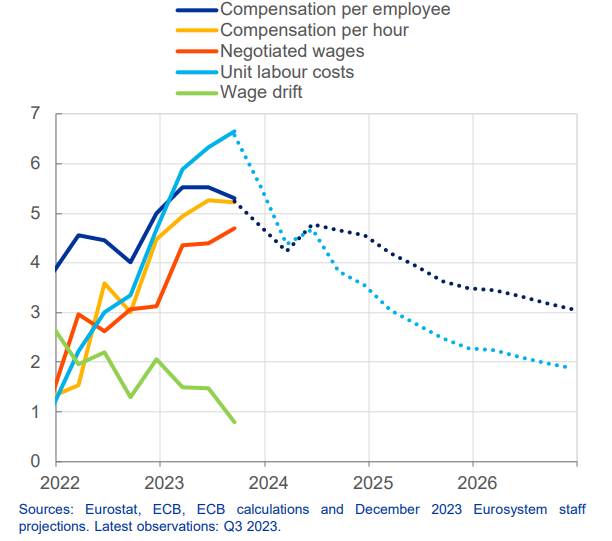 Compensation per employee
Compensation per hour
Negotiated wages
Unit labour costs
Wage drift
7
6
5
4
3
2
1
0
2022 2023 2024 2025 2026
Sources: Eurostat, ECB, ECB calculations and December 2023 Eurosystem staff
projections. Latest observations: Q3 2023.